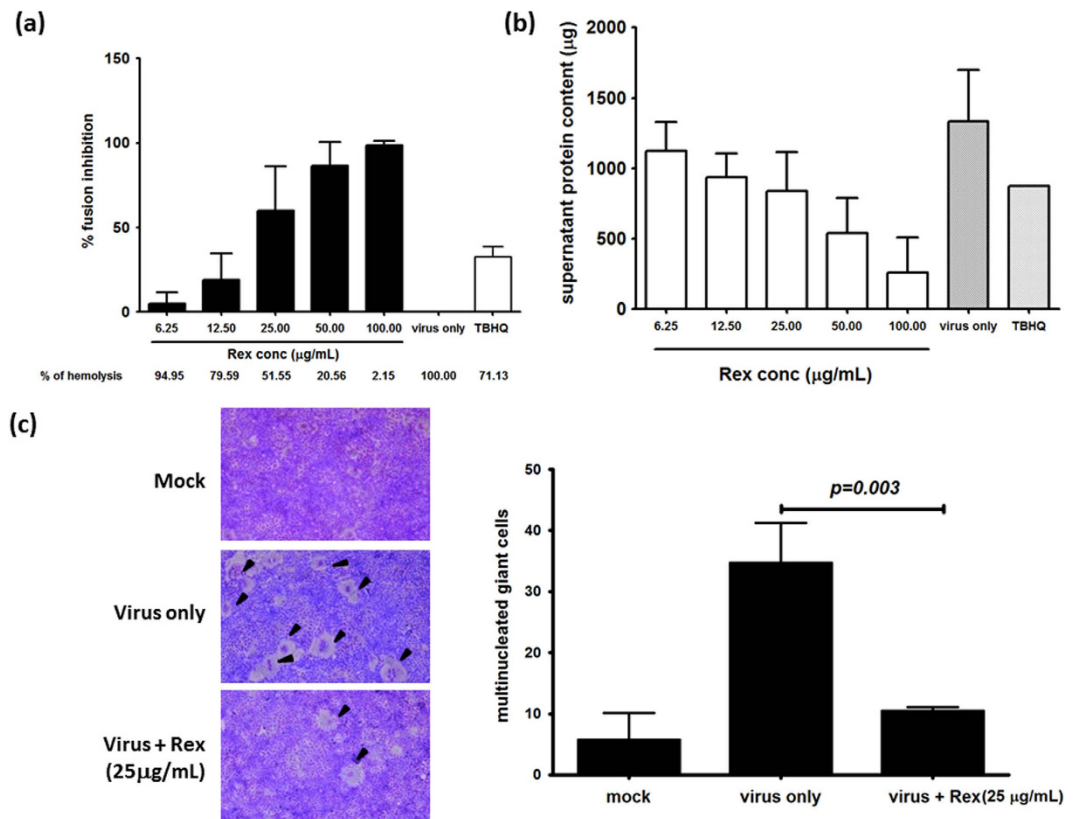 (a)
% fusion inhibition
150
100
50
0
6.25 12.50 25.00 50.00 100.00 virus only TBHQ
Rex conc (μg/mL)
% of hemolysis 94.95 79.59 51.55 20.56 2.15 100.00 71.13
(b)
supernatant protein content (μg)
2000
1500
1000
500
0
6.25 12.50 25.00 50.00 100.00 virus only TBHQ
Rex conc (μg/mL)
(c)
Mock
Virus only
Virus + Rex
(25μg/mL)
multinucleated giant cells
50
40
30
20
10
0
p=0.003
mock virus only virus + Rex(25 μg/mL)